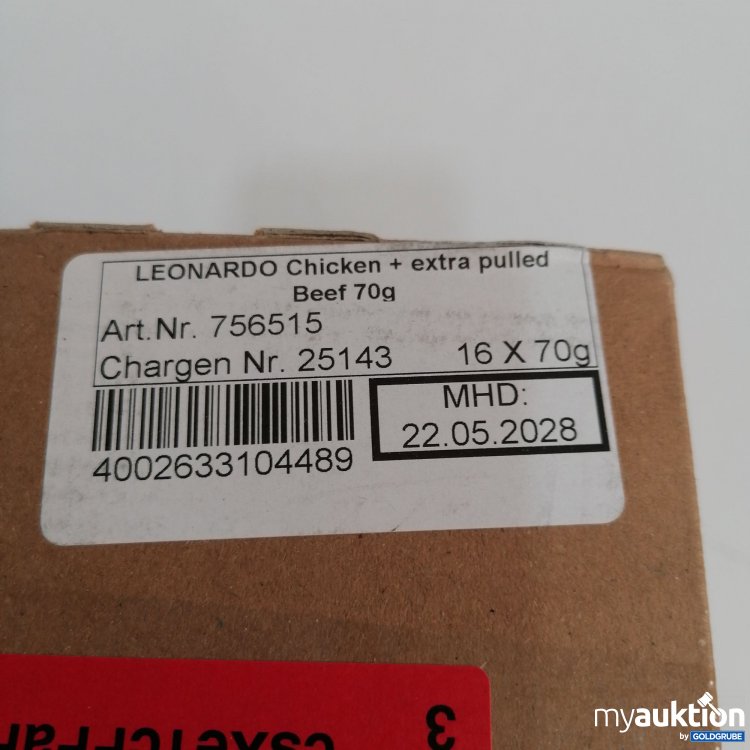 LEONARDO Chicken + extra pulled
Beef 70g
Art.Nr. 756515
Chargen Nr. 25143 16 X 70g
MHD:
22.05.2028
4002633104489
3
myauktion
by GOLDGRUBE